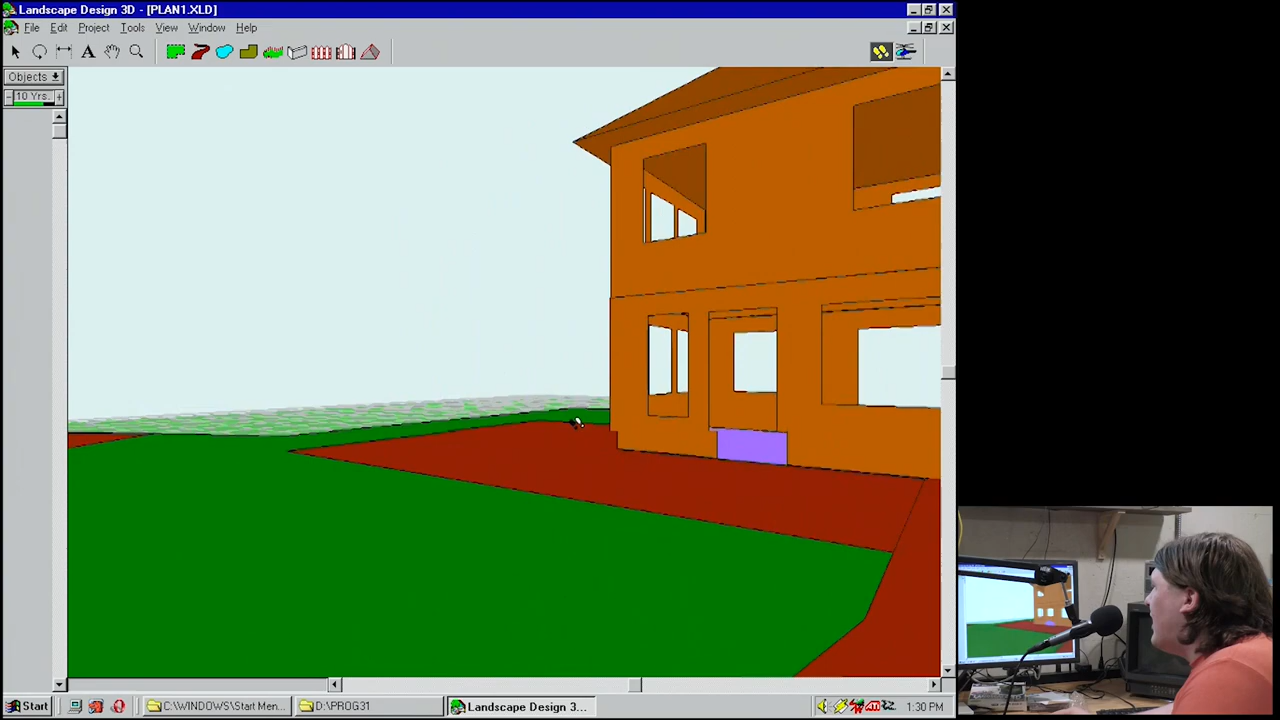 Landscape Design 3D - [PLAN1.XLD]
File Edit Project Tools View Window Help
A
Objects
- 10 Yrs. +
Start C:\WINDOWS\Start Men... D:\PROG31 Landscape Design 3... 1:30 PM